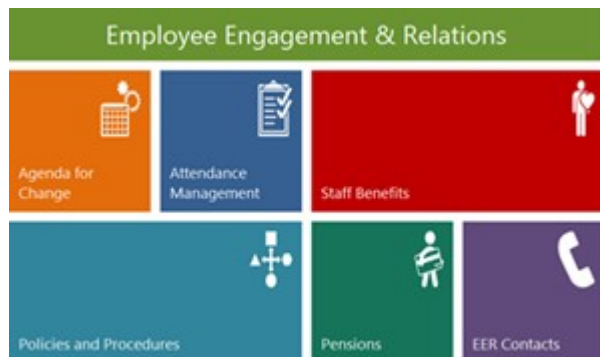 Employee Engagement & Relations
Agenda for
Change
Attendance
Management
Staff Benefits
Policies and Procedures
Pensions
EER Contacts